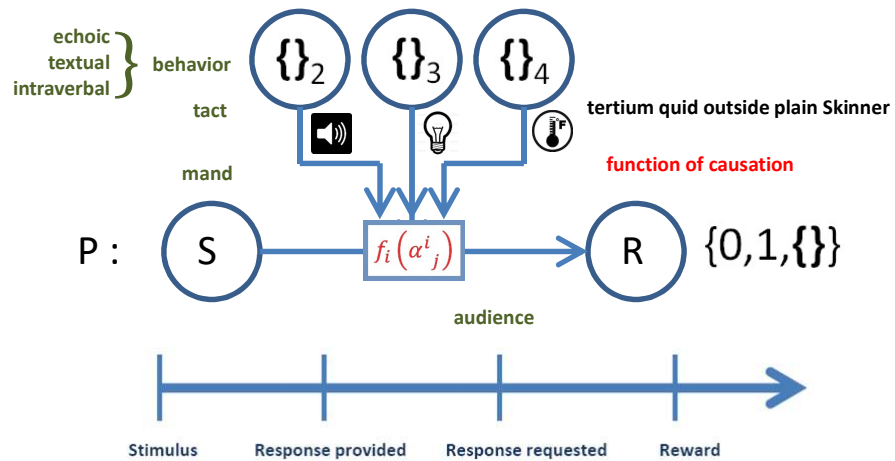 echoic
textual
intraverbal
}
behavior
{}2
{}3
{}4
tact
°F
tertium quid outside plain Skinner
mand
function of causation
P :
S
fᵢ(αⁱⱼ)
R
{0,1,{}}
audience
Stimulus
Response provided
Response requested
Reward